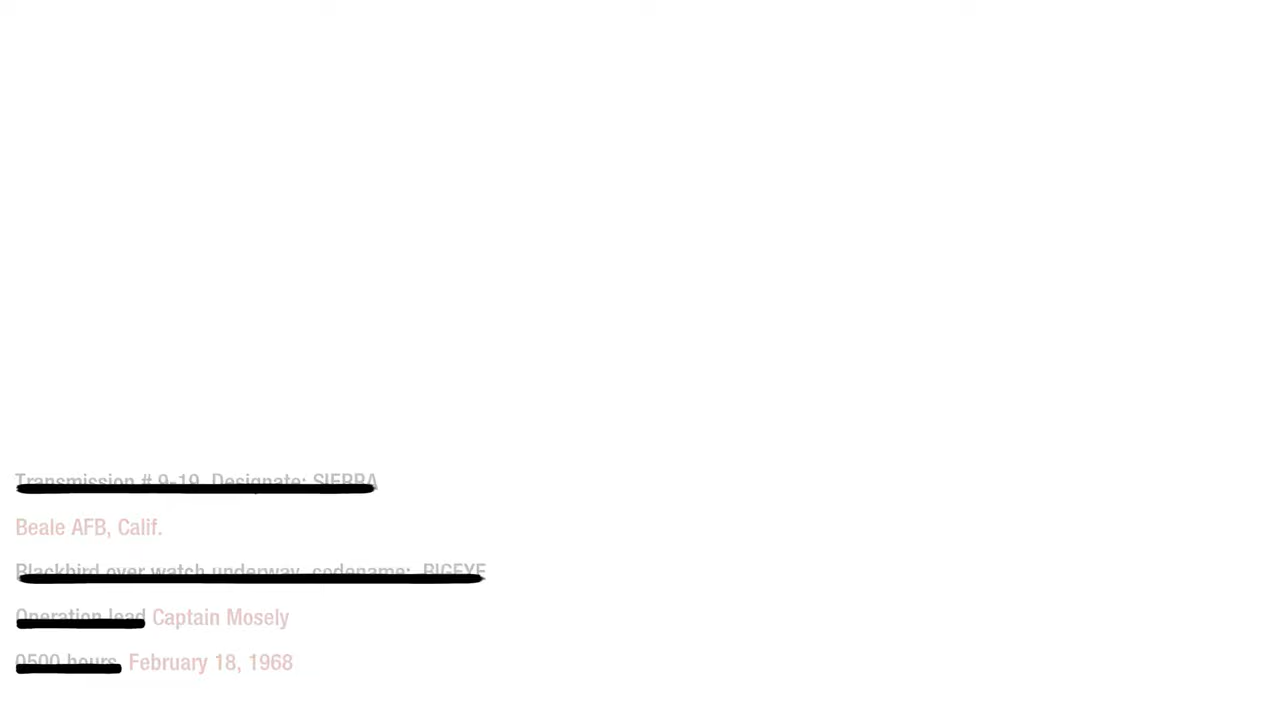 Transmission # 9-19, Designate: SIERRA
Beale AFB, Calif.
Blackbird over watch underway, codename: BIGEYE
Operation lead Captain Mosely
0500 hours, February 18, 1968